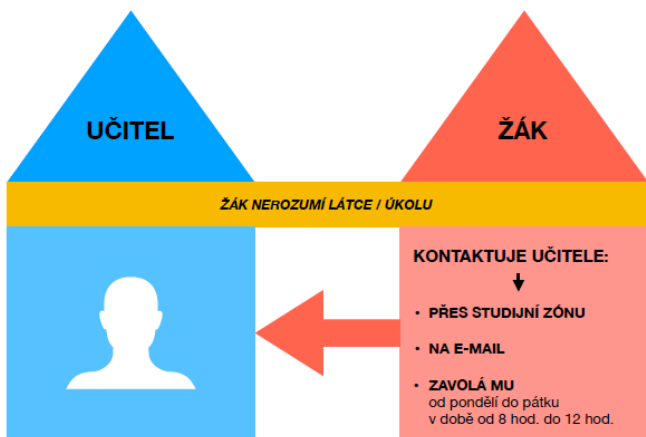 UČITEL
ŽÁK
ŽÁK NEROZUMÍ LÁTCE / ÚKOLU
KONTAKTUJE UČITELE:
• PŘES STUDIJNÍ ZÓNU
• NA E-MAIL
• ZAVOLÁ MU
od pondělí do pátku
v době od 8 hod. do 12 hod.